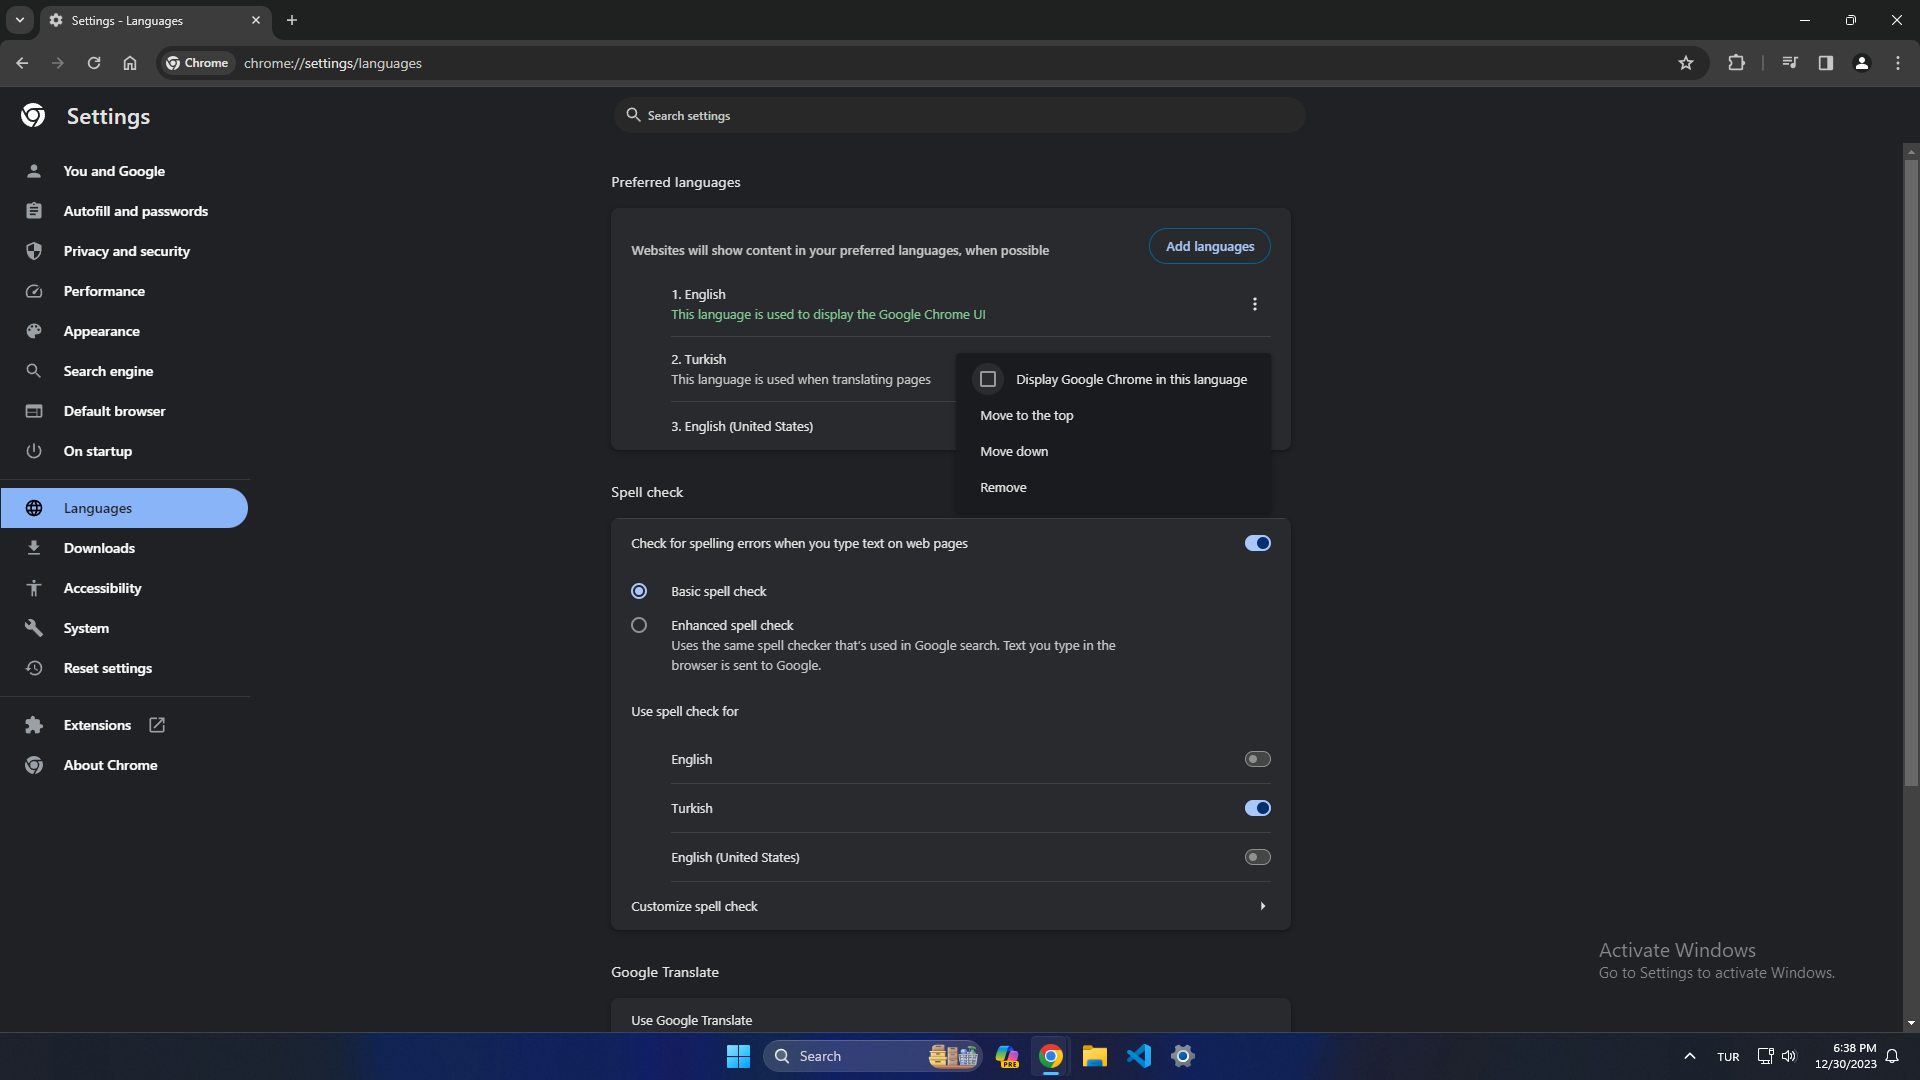 Settings - Languages
Chrome
chrome://settings/languages
Settings
Search settings
You and Google
Autofill and passwords
Privacy and security
Performance
Appearance
Search engine
Default browser
On startup
Languages
Downloads
Accessibility
System
Reset settings
Extensions
About Chrome
Preferred languages
Websites will show content in your preferred languages, when possible
Add languages
1. English
This language is used to display the Google Chrome UI
2. Turkish
This language is used when translating pages
3. English (United States)
Display Google Chrome in this language
Move to the top
Move down
Remove
Spell check
Check for spelling errors when you type text on web pages
Basic spell check
Enhanced spell check
Uses the same spell checker that's used in Google search. Text you type in the
browser is sent to Google.
Use spell check for
English
Turkish
English (United States)
Customize spell check
Google Translate
Use Google Translate
Activate Windows
Go to Settings to activate Windows.
Search
PRE
TUR
6:38 PM
12/30/2023